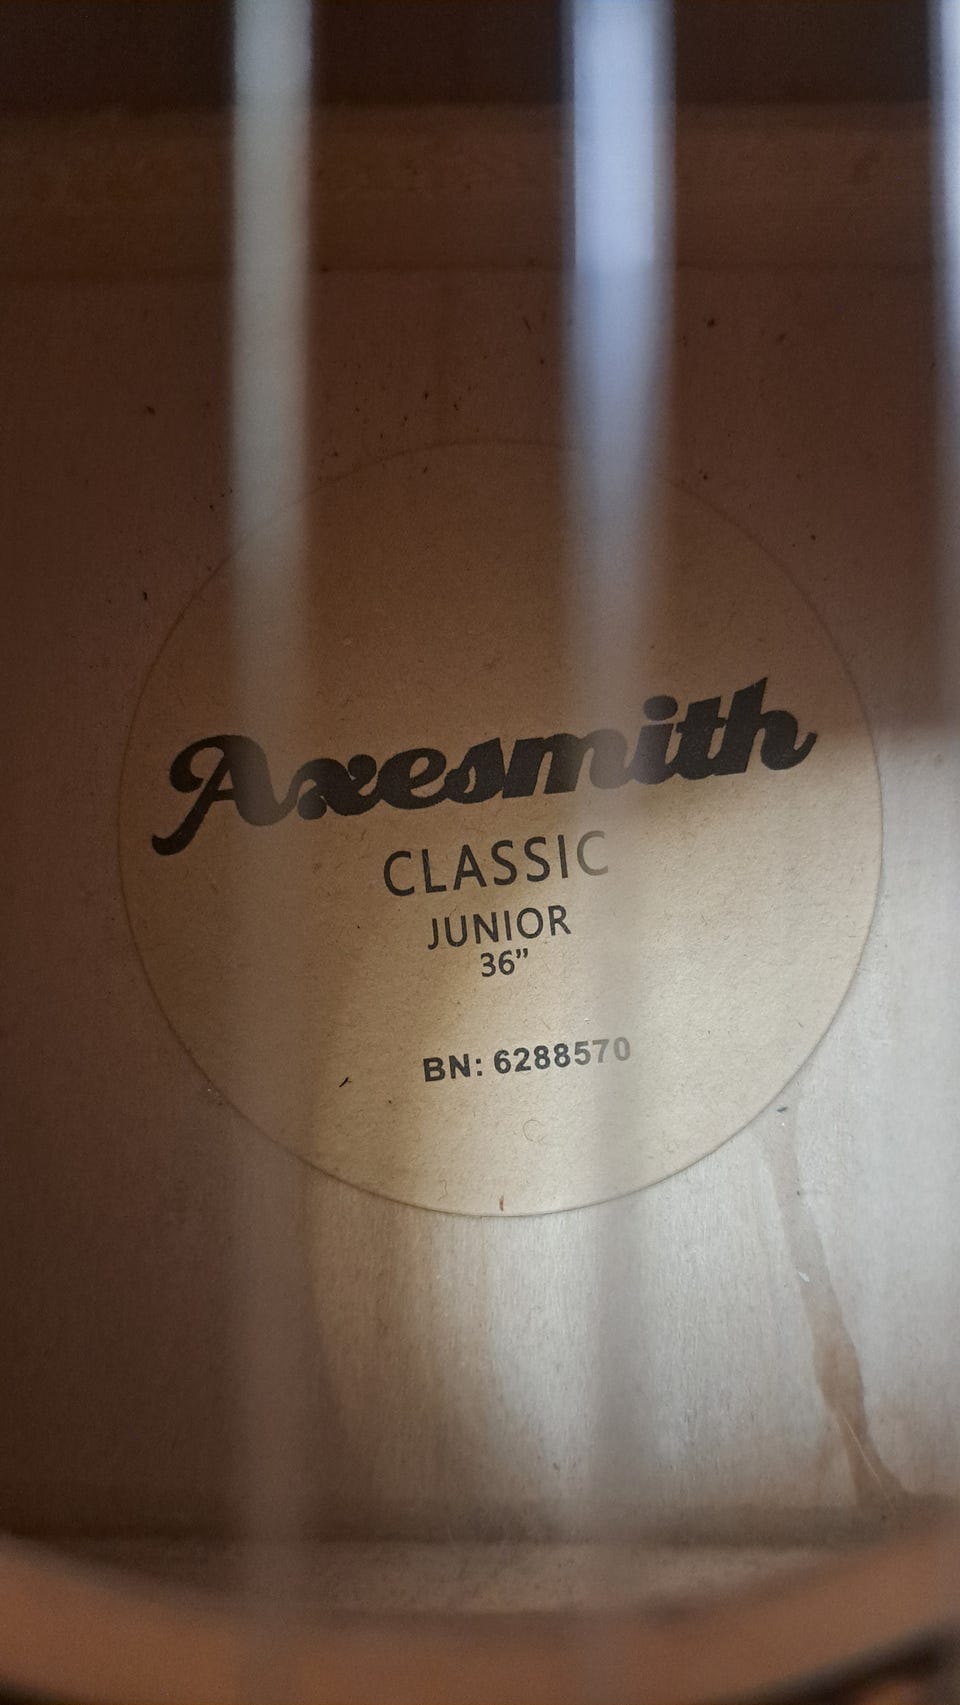 Axesmith
CLASSIC
JUNIOR
36”
BN: 6288570